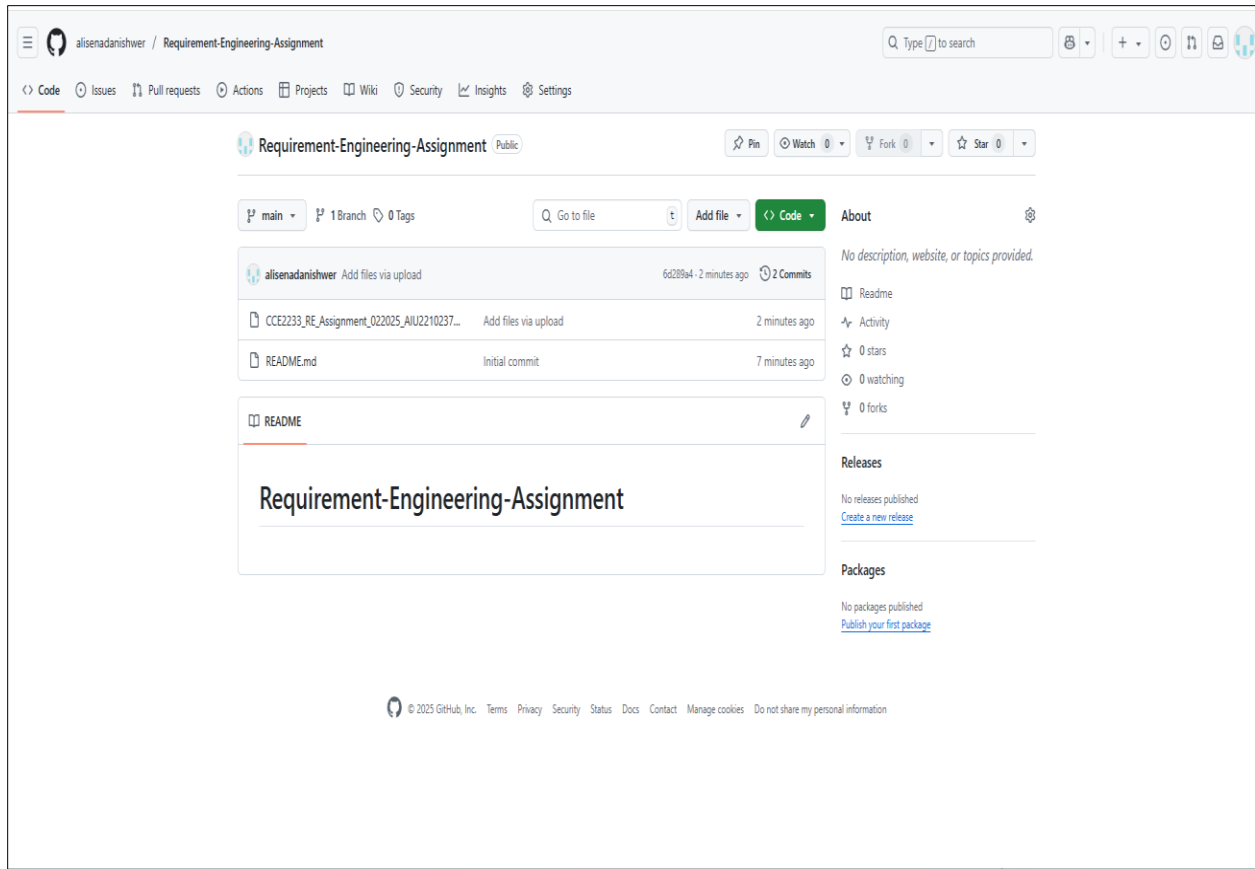 alisenadanishwer / Requirement-Engineering-Assignment
Type / to search
Code Issues Pull requests Actions Projects Wiki Security Insights Settings
Requirement-Engineering-Assignment Public
Pin Watch 0 Fork 0 Star 0
main 1 Branch 0 Tags
Go to file t Add file Code
alisenadanishwer Add files via upload 6d289a4 · 2 minutes ago 2 Commits
CCE2233_RE_Assignment_022025_AIU2210237... Add files via upload 2 minutes ago
README.md Initial commit 7 minutes ago
README
Requirement-Engineering-Assignment
About
No description, website, or topics provided.
Readme
Activity
0 stars
0 watching
0 forks
Releases
No releases published
Create a new release
Packages
No packages published
Publish your first package
© 2025 GitHub, Inc. Terms Privacy Security Status Docs Contact Manage cookies Do not share my personal information